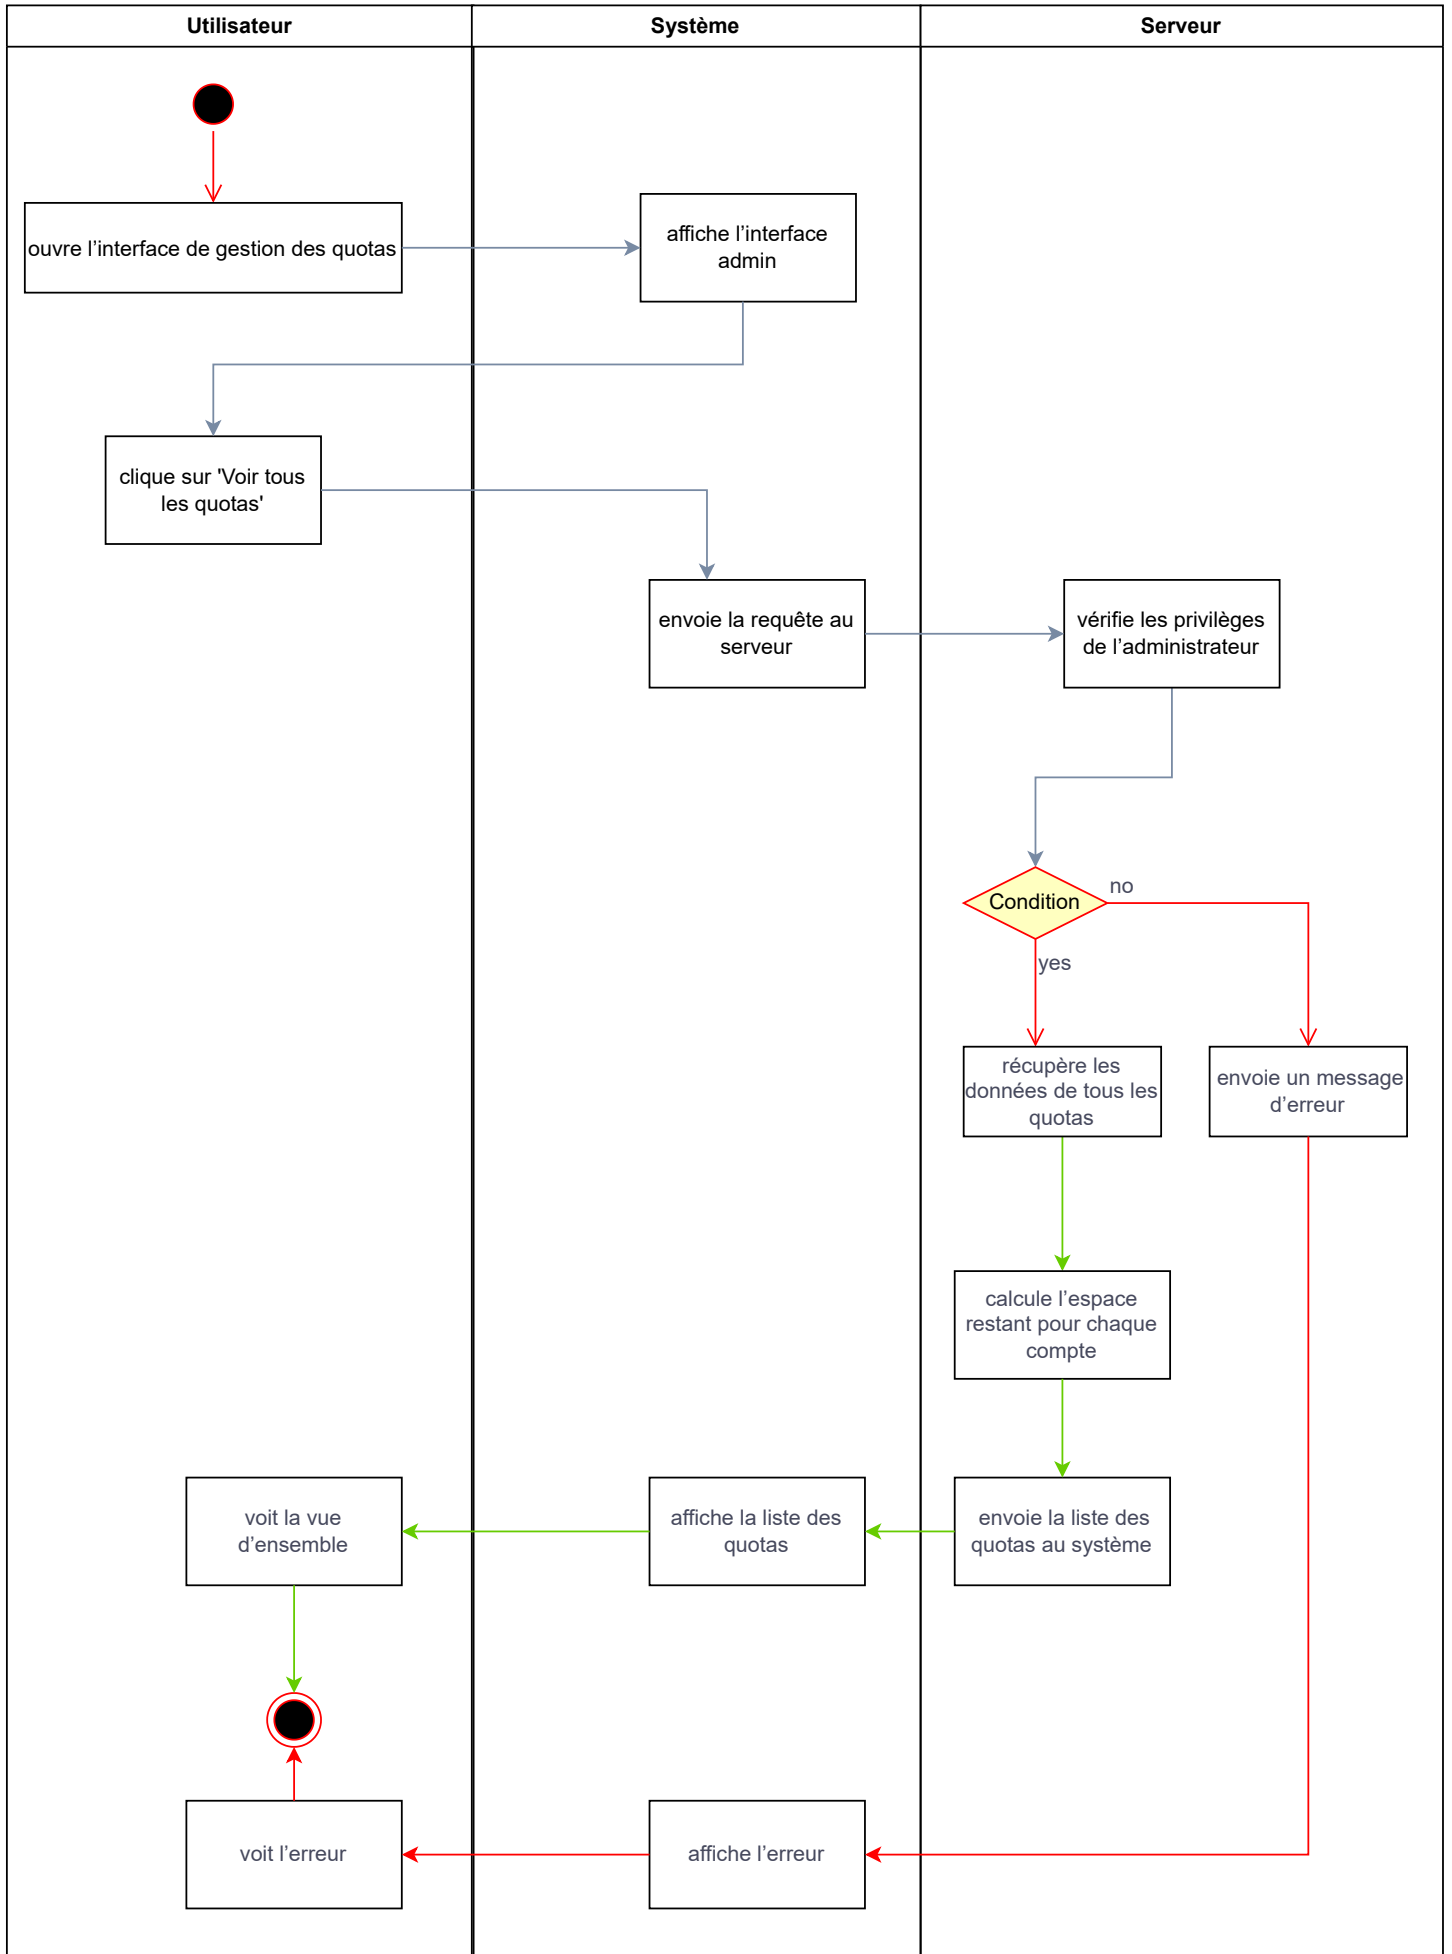 Utilisateur
Système
Serveur
ouvre l’interface de gestion des quotas
affiche l’interface
admin
clique sur 'Voir tous
les quotas'
envoie la requête au
serveur
vérifie les privilèges
de l’administrateur
Condition
no
yes
récupère les
données de tous les
quotas
envoie un message
d’erreur
calcule l’espace
restant pour chaque
compte
voit la vue
d’ensemble
affiche la liste des
quotas
envoie la liste des
quotas au système
voit l’erreur
affiche l’erreur